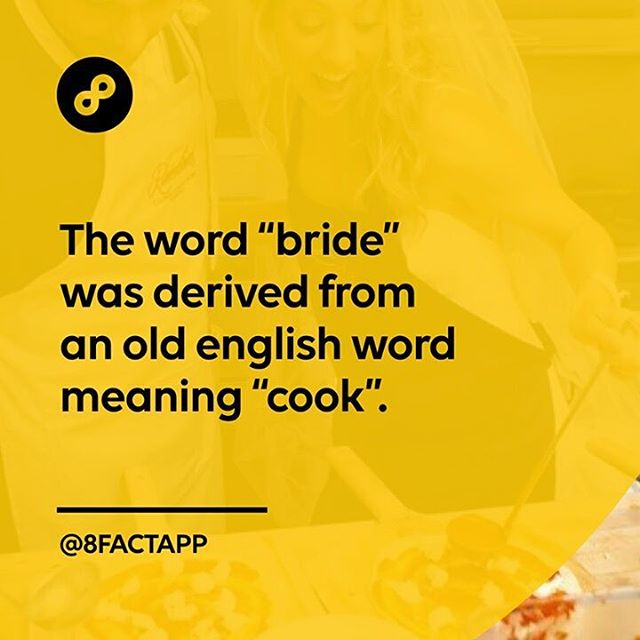 The word “bride”
was derived from
an old english word
meaning “cook”.
@8FACTAPP